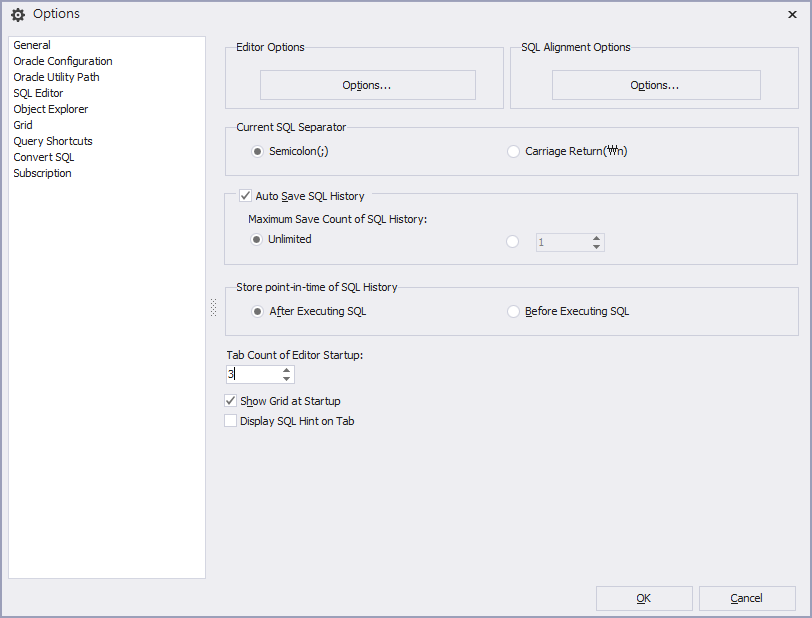 Options
General
Oracle Configuration
Oracle Utility Path
SQL Editor
Object Explorer
Grid
Query Shortcuts
Convert SQL
Subscription
Editor Options
Options...
SQL Alignment Options
Options...
Current SQL Separator
Semicolon(;)
Carriage Return(₩n)
Auto Save SQL History
Maximum Save Count of SQL History:
Unlimited
1
Store point-in-time of SQL History
After Executing SQL
Before Executing SQL
Tab Count of Editor Startup:
3
Show Grid at Startup
Display SQL Hint on Tab
OK
Cancel